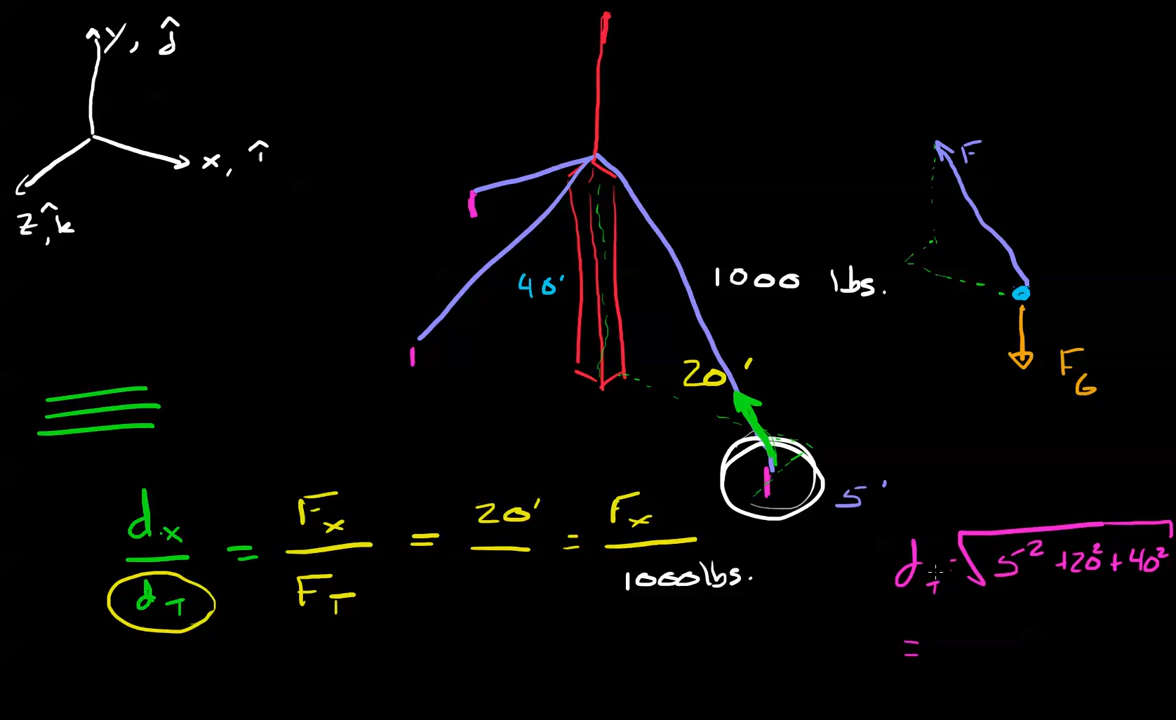 y, ĵ
x, î
z, k̂
F
40'
1000 lbs.
20'
F_G
5'
d_x / d_T = F_x / F_T = 20' / = F_x / 1000 lbs.
d_T = √(5² + 20² + 40²)
=